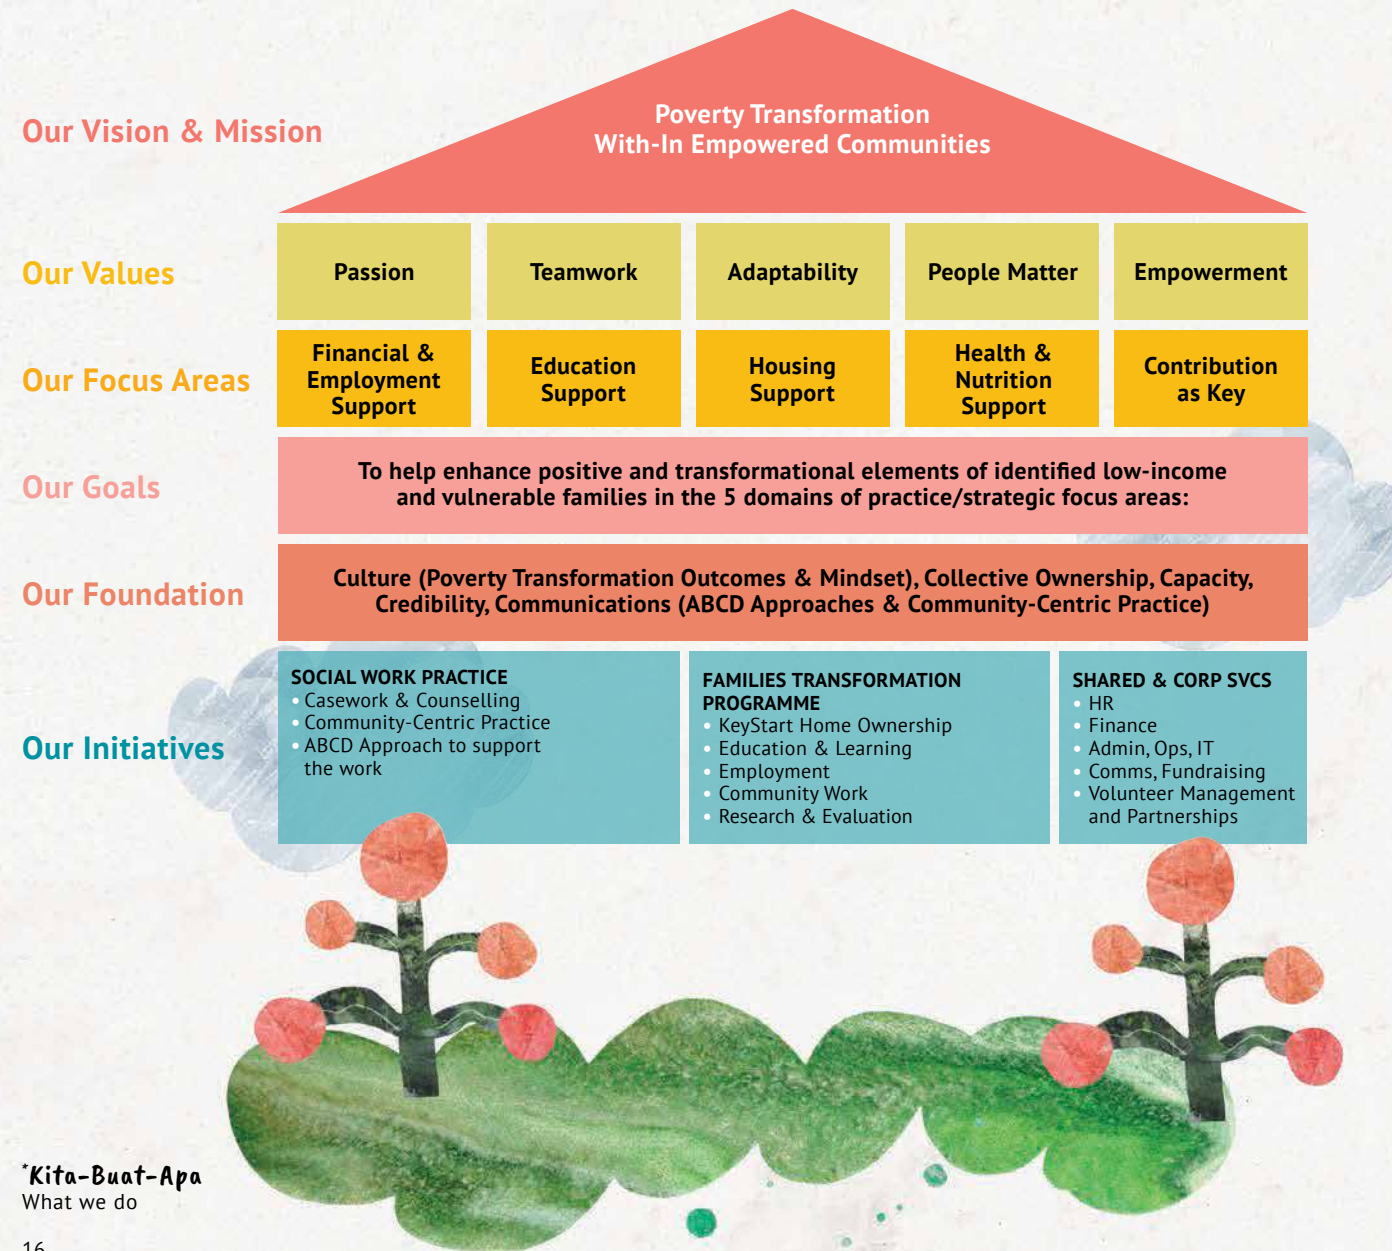 Poverty Transformation
With-In Empowered Communities
Our Vision & Mission
Our Values
Passion
Teamwork
Adaptability
People Matter
Empowerment
Our Focus Areas
Financial &
Employment
Support
Education
Support
Housing
Support
Health &
Nutrition
Support
Contribution
as Key
Our Goals
To help enhance positive and transformational elements of identified low-income
and vulnerable families in the 5 domains of practice/strategic focus areas:
Our Foundation
Culture (Poverty Transformation Outcomes & Mindset), Collective Ownership, Capacity,
Credibility, Communications (ABCD Approaches & Community-Centric Practice)
Our Initiatives
SOCIAL WORK PRACTICE
• Casework & Counselling
• Community-Centric Practice
• ABCD Approach to support
the work
FAMILIES TRANSFORMATION
PROGRAMME
• KeyStart Home Ownership
• Education & Learning
• Employment
• Community Work
• Research & Evaluation
SHARED & CORP SVCS
• HR
• Finance
• Admin, Ops, IT
• Comms, Fundraising
• Volunteer Management
and Partnerships
*Kita-Buat-Apa
What we do
16